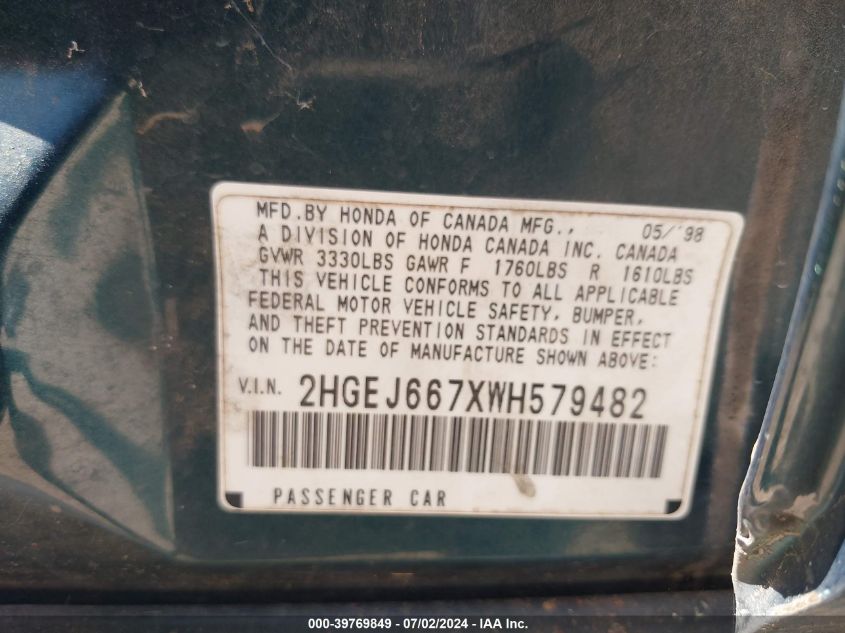 MFD.BY HONDA OF CANADA MFG., 05/'98
A DIVISION OF HONDA CANADA INC. CANADA
GVWR 3330LBS GAWR F 1760LBS R 1610LBS
THIS VEHICLE CONFORMS TO ALL APPLICABLE
FEDERAL MOTOR VEHICLE SAFETY, BUMPER,
AND THEFT PREVENTION STANDARDS IN EFFECT
ON THE DATE OF MANUFACTURE SHOWN ABOVE:
V.I.N. 2HGEJ667XWH579482
PASSENGER CAR
000-39769849 - 07/02/2024 - IAA Inc.